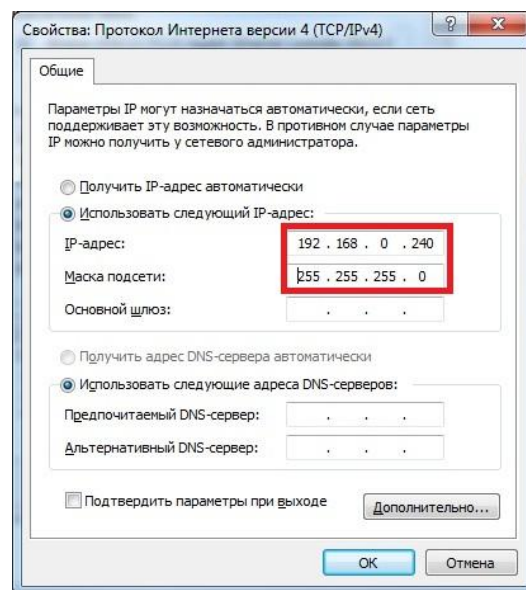 Свойства: Протокол Интернета версии 4 (TCP/IPv4)
Общие
Параметры IP могут назначаться автоматически, если сеть
поддерживает эту возможность. В противном случае параметры
IP можно получить у сетевого администратора.
Получить IP-адрес автоматически
Использовать следующий IP-адрес:
IP-адрес: 192 . 168 . 0 . 240
Маска подсети: 255 . 255 . 255 . 0
Основной шлюз: . . .
Получить адрес DNS-сервера автоматически
Использовать следующие адреса DNS-серверов:
Предпочитаемый DNS-сервер: . . .
Альтернативный DNS-сервер: . . .
Подтвердить параметры при выходе
Дополнительно...
ОК Отмена